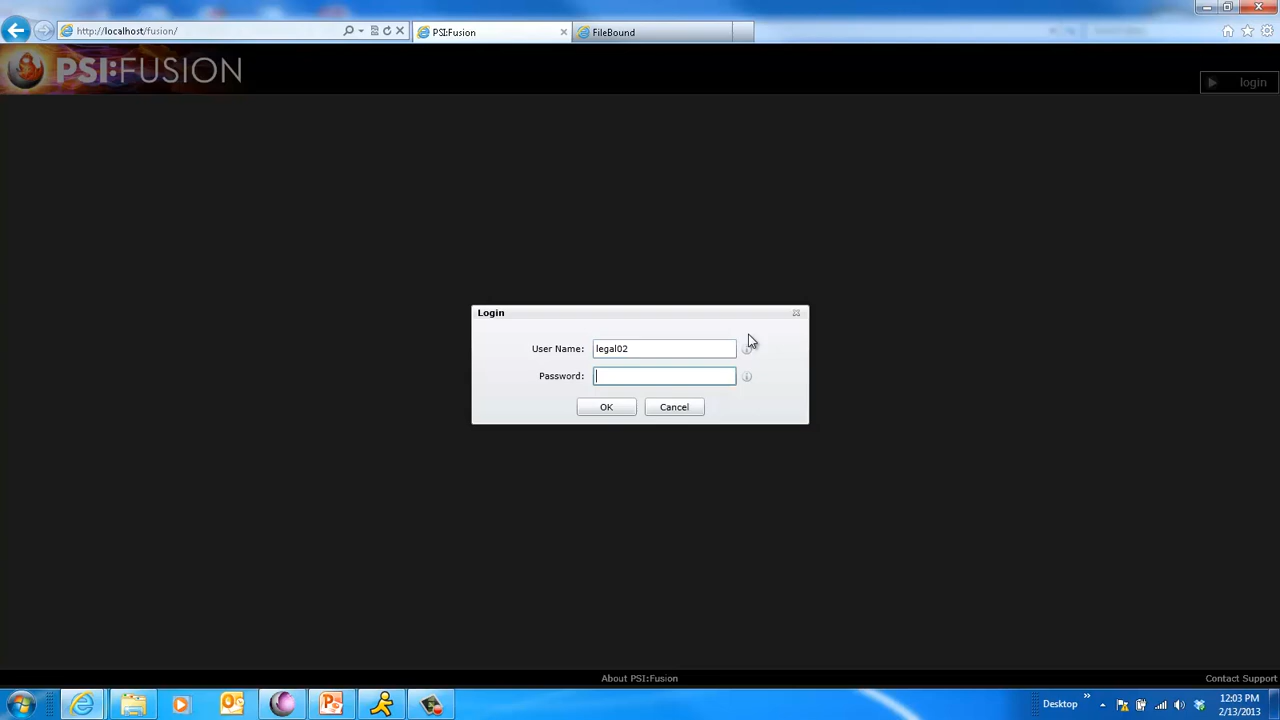 http://localhost/fusion/
PSI:Fusion
FileBound
PSI:FUSION
login
Login
User Name:
legal02
Password:
OK
Cancel
About PSI:Fusion
Contact Support
Desktop
12:03 PM
2/13/2013